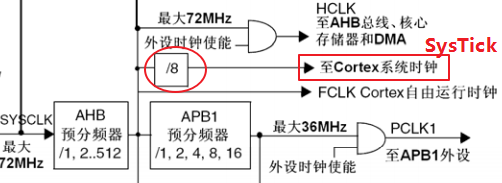 HCLK
最大72MHz
至AHB总线、核心
存储器和DMA
外设时钟使能
SysTick
/8
至Cortex系统时钟
FCLK Cortex自由运行时钟
SYSCLK
最大
72MHz
AHB
预分频器
/1, 2..512
APB1
预分频器
/1, 2, 4, 8, 16
最大36MHz
PCLK1
至APB1外设
外设时钟使能